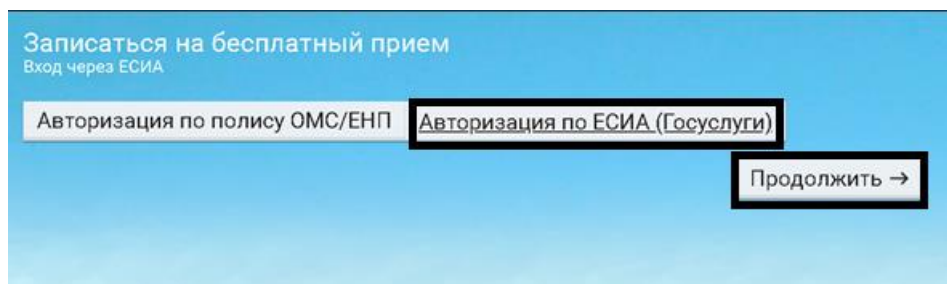 Записаться на бесплатный прием
Вход через ЕСИА
Авторизация по полису ОМС/ЕНП Авторизация по ЕСИА (Госуслуги)
Продолжить →